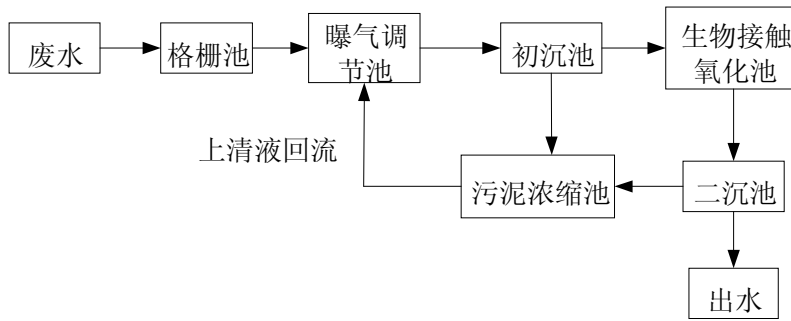 废水
格栅池
曝气调
节池
初沉池
生物接触
氧化池
上清液回流
污泥浓缩池
二沉池
出水